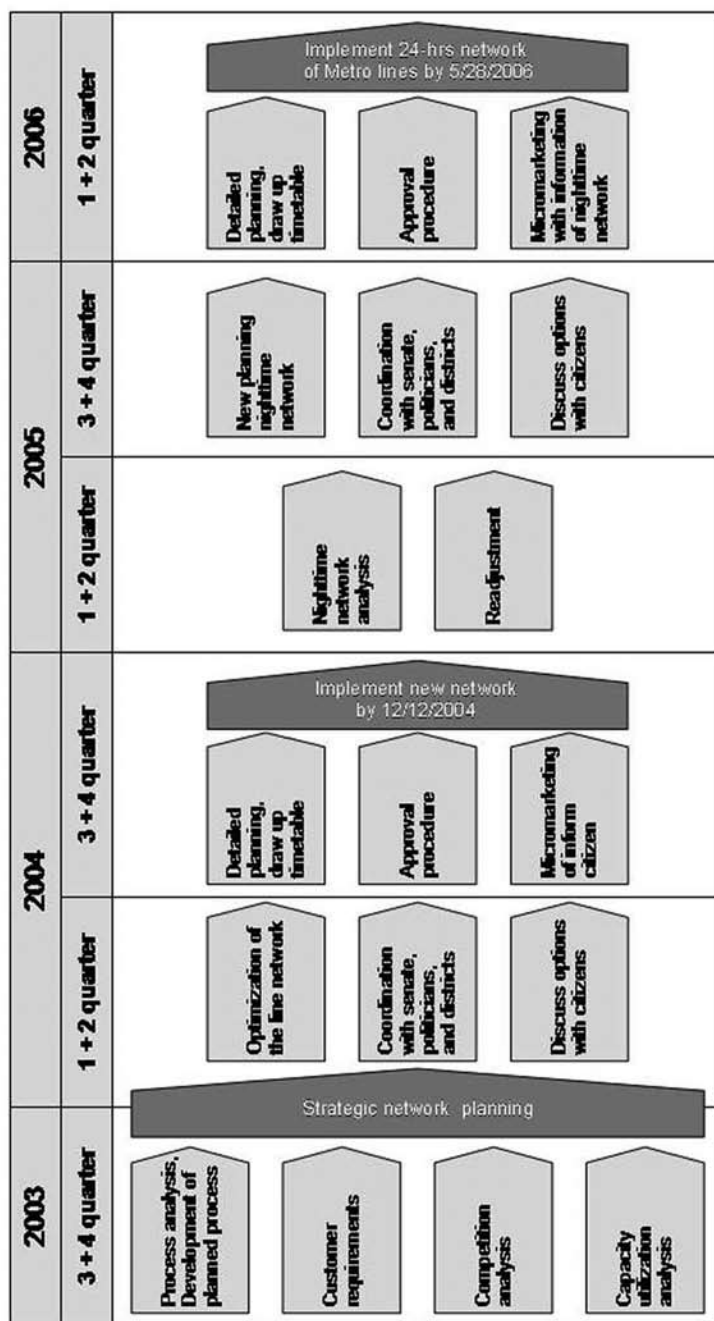 2003
2004
2005
2006
3 + 4 quarter
1 + 2 quarter
3 + 4 quarter
1 + 2 quarter
3 + 4 quarter
1 + 2 quarter
Process analysis,
Development of
planned process
Customer
requirements
Competition
analysis
Capacity
utilization
analysis
Strategic network planning
Optimization of
the line network
Coordination
with senate,
politicians,
and districts
Discuss options
with citizens
Detailed
planning,
draw up
timetable
Approval
procedure
Micromarketing
of inform
citizen
Implement new network
by 12/12/2004
Nighttime
network
analysis
Readjustment
New planning
nighttime
network
Coordination
with senate,
politicians,
and districts
Discuss options
with citizens
Detailed
planning,
draw up
timetable
Approval
procedure
Micromarketing
with information
of nighttime
network
Implement 24-hrs network
of Metro lines by 5/28/2006